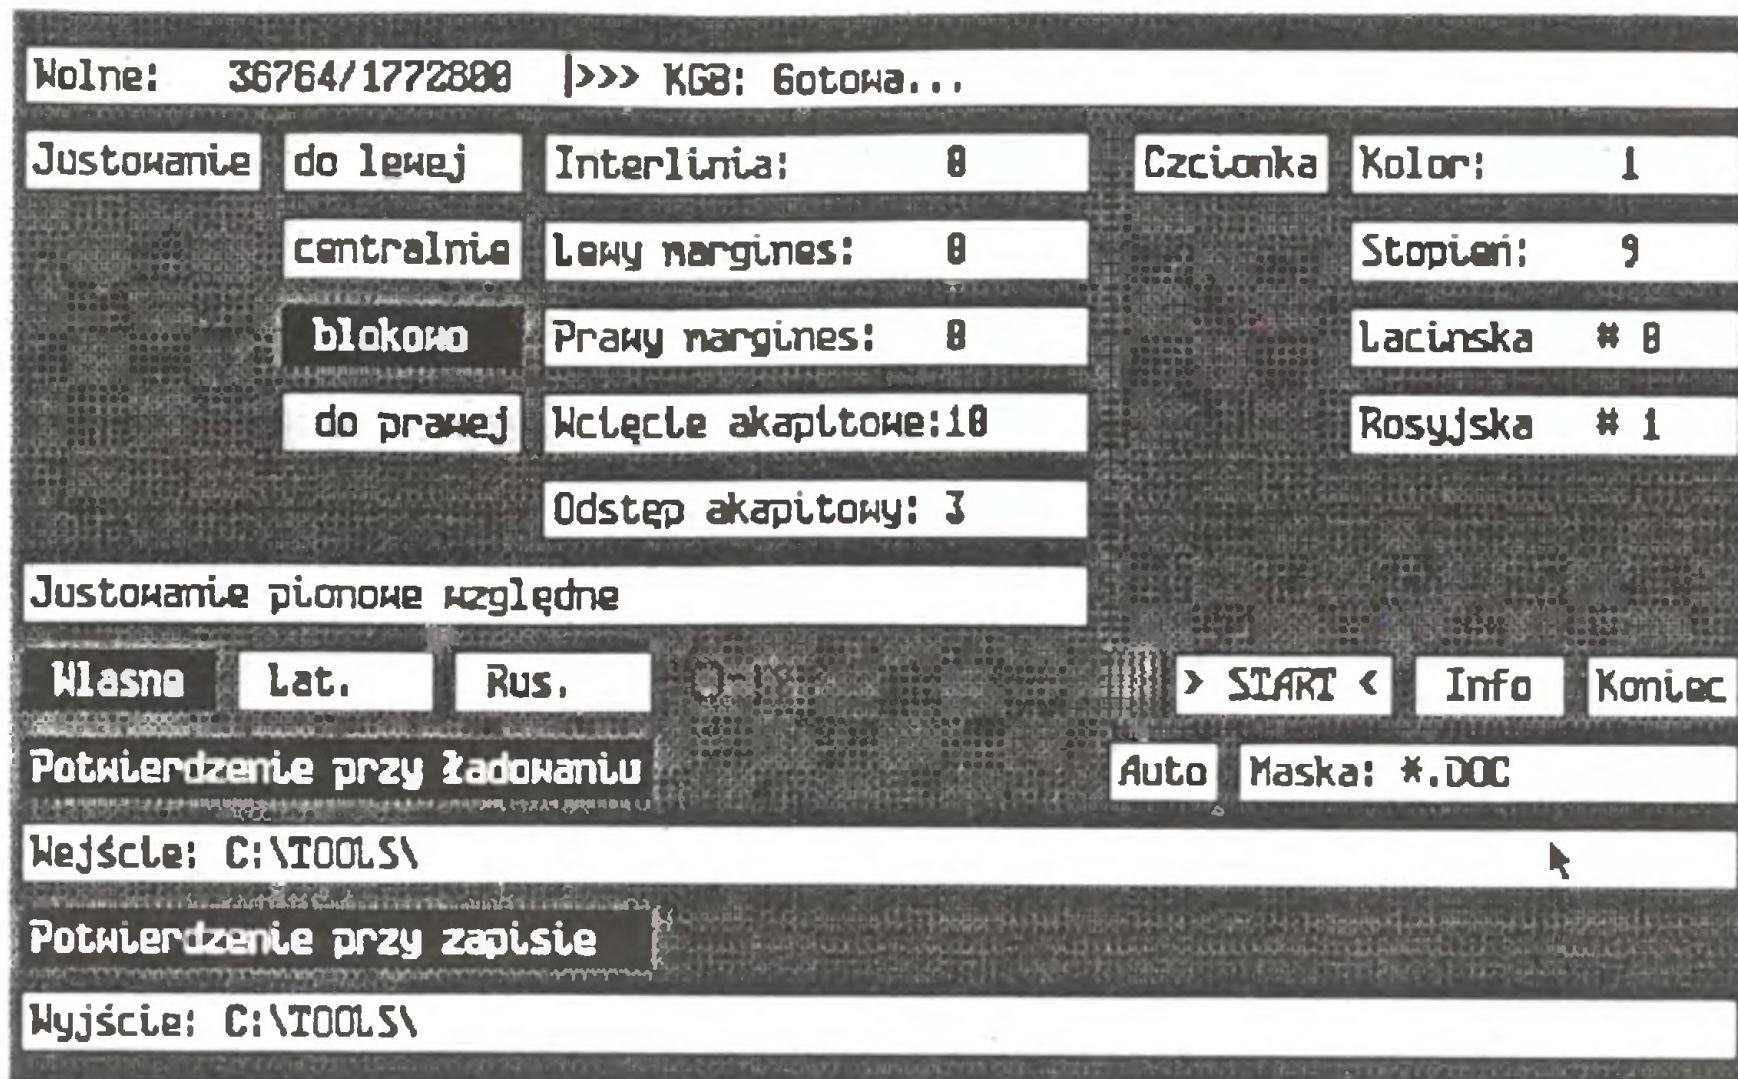 Wolne: 36764/1772800 |>>> KGB: Gotowa...
Justowanie do lewej Interlinia: 0 Czcionka Kolor: 1
centralnie Lewy margines: 0 Stopień: 9
blokowo Prawy margines: 0 Lacinska # 0
do prawej Wcięcie akapitowe:10 Rosyjska # 1
Odstęp akapitowy: 3
Justowanie pionowe względne
Wlasne Lat. Rus. > START < Info Koniec
Potwierdzenie przy ładowaniu Auto Maska: *.DOC
Wejście: C:\TOOLS\
Potwierdzenie przy zapisie
Wyjście: C:\TOOLS\